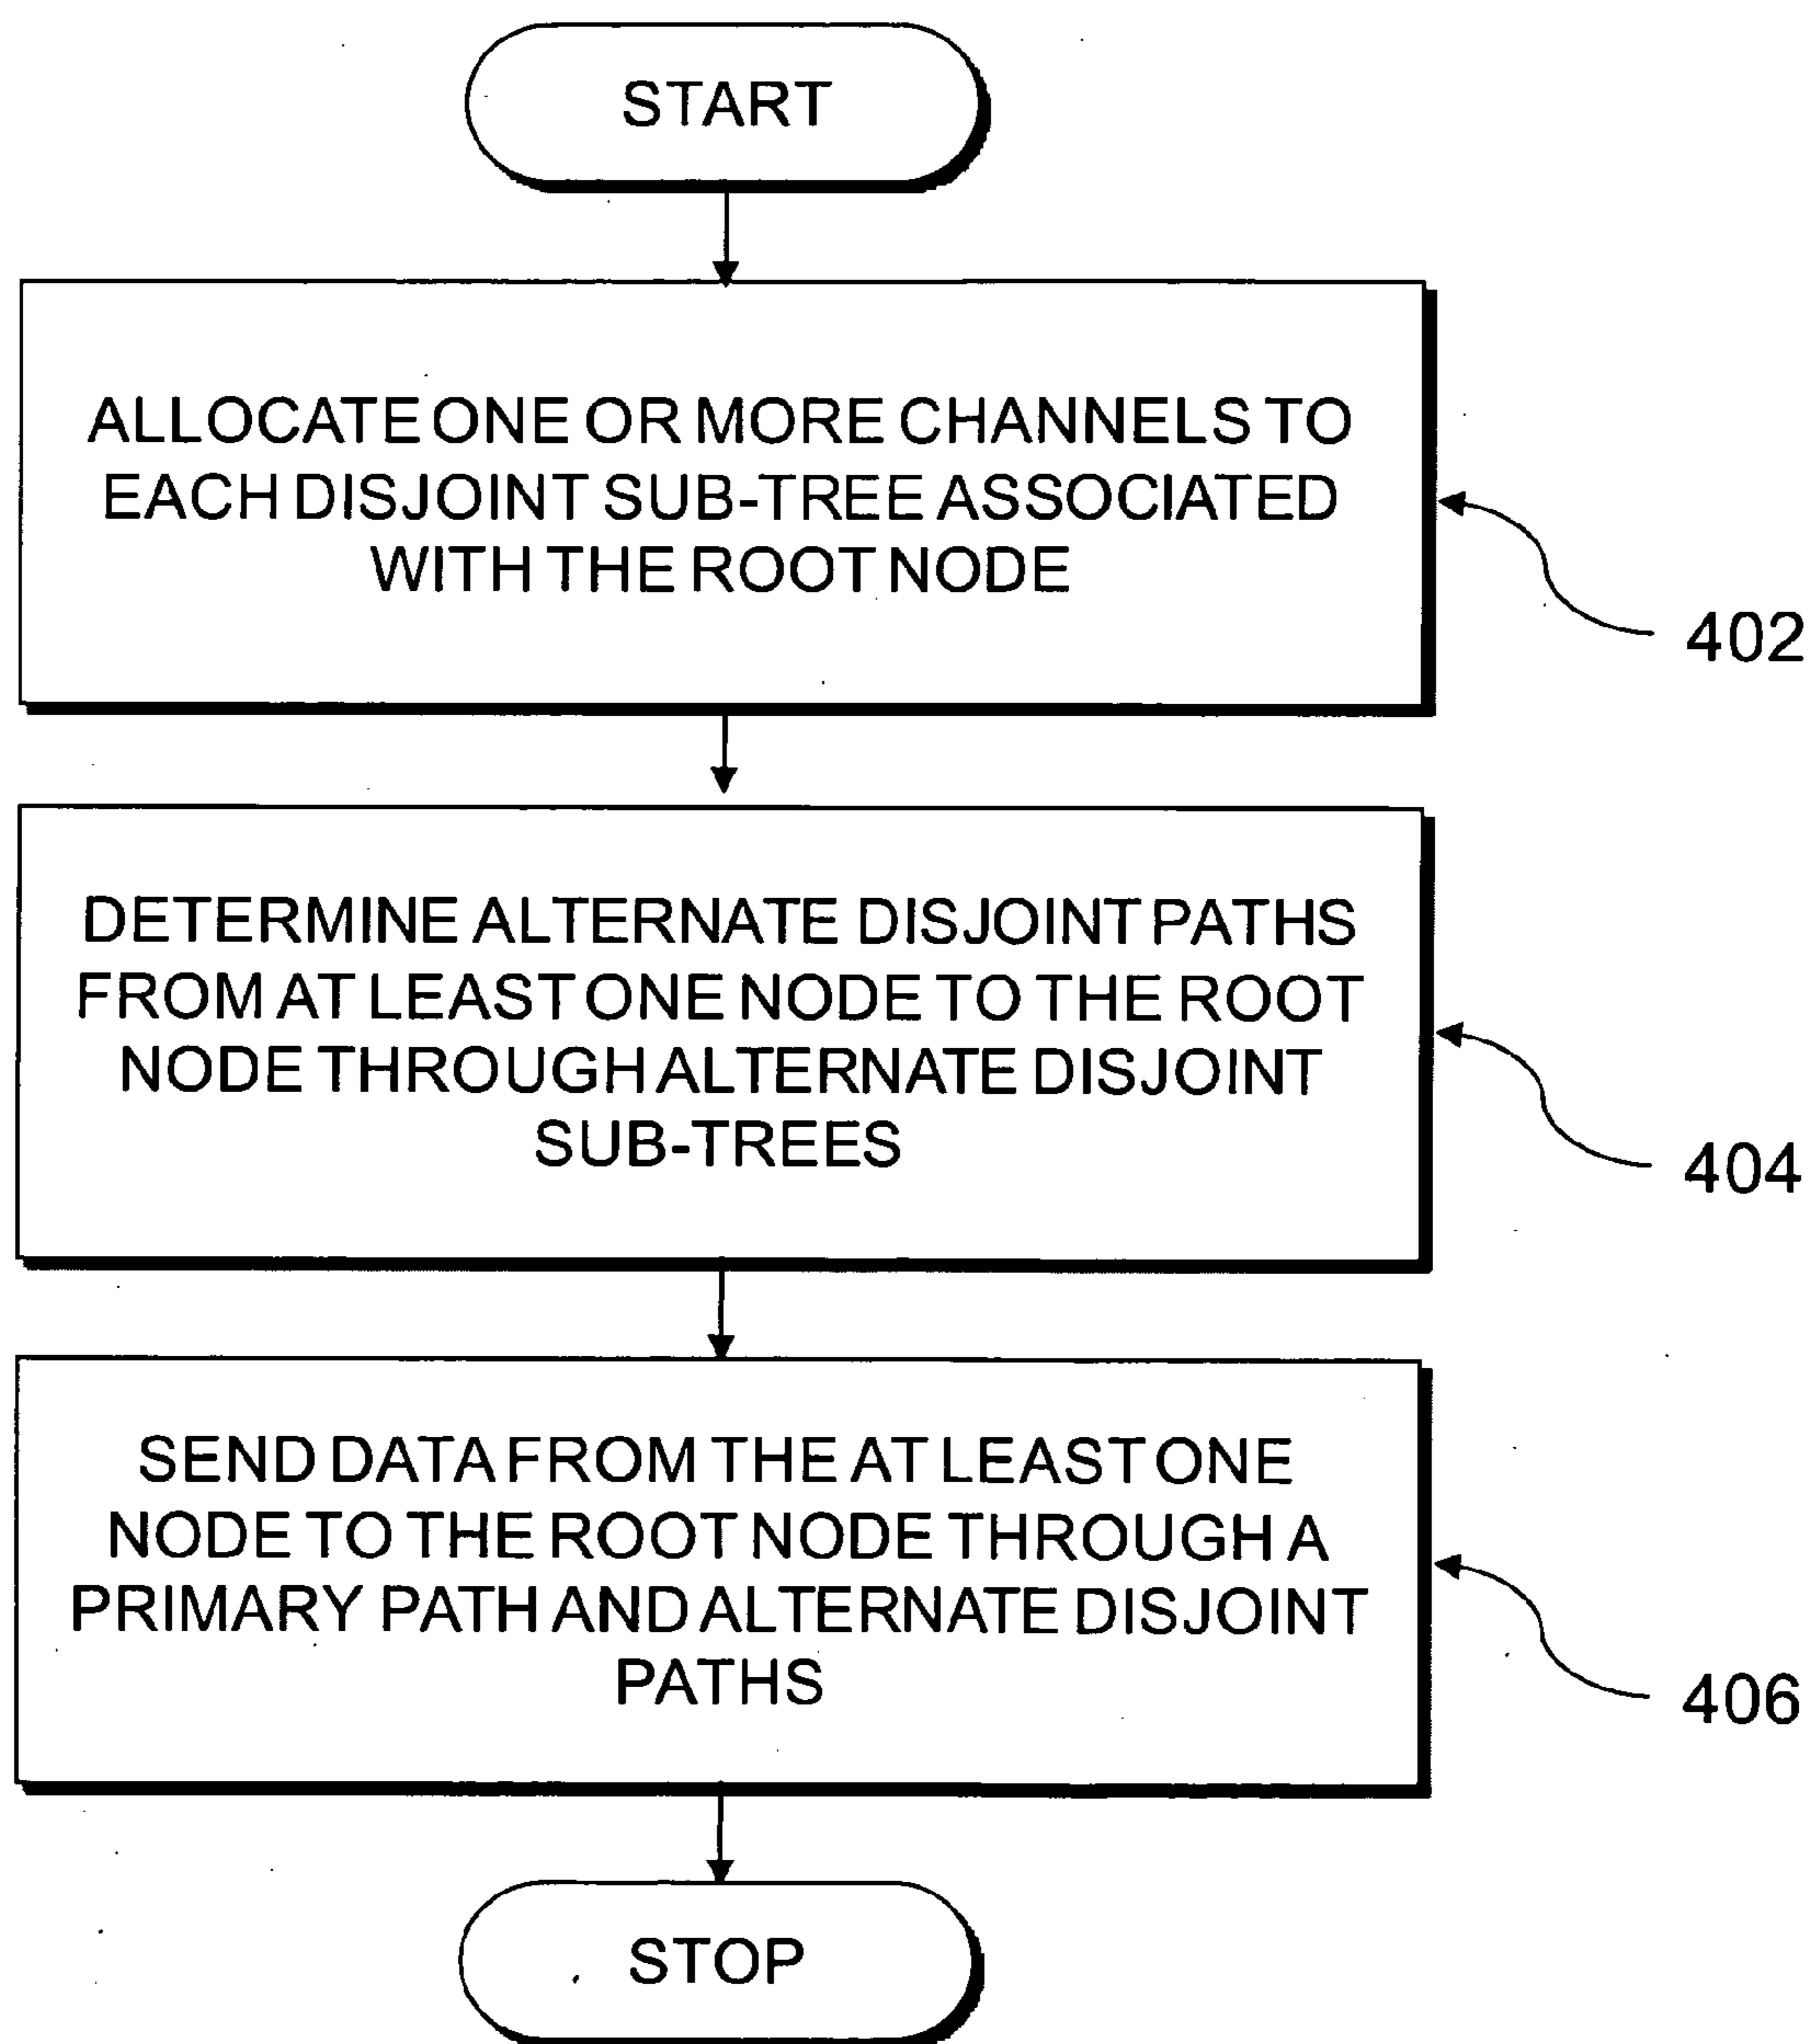 START
ALLOCATE ONE OR MORE CHANNELS TO
EACH DISJOINT SUB-TREE ASSOCIATED
WITH THE ROOT NODE
402
DETERMINE ALTERNATE DISJOINT PATHS
FROM AT LEAST ONE NODE TO THE ROOT
NODE THROUGH ALTERNATE DISJOINT
SUB-TREES
404
SEND DATA FROM THE AT LEAST ONE
NODE TO THE ROOT NODE THROUGH A
PRIMARY PATH AND ALTERNATE DISJOINT
PATHS
406
STOP